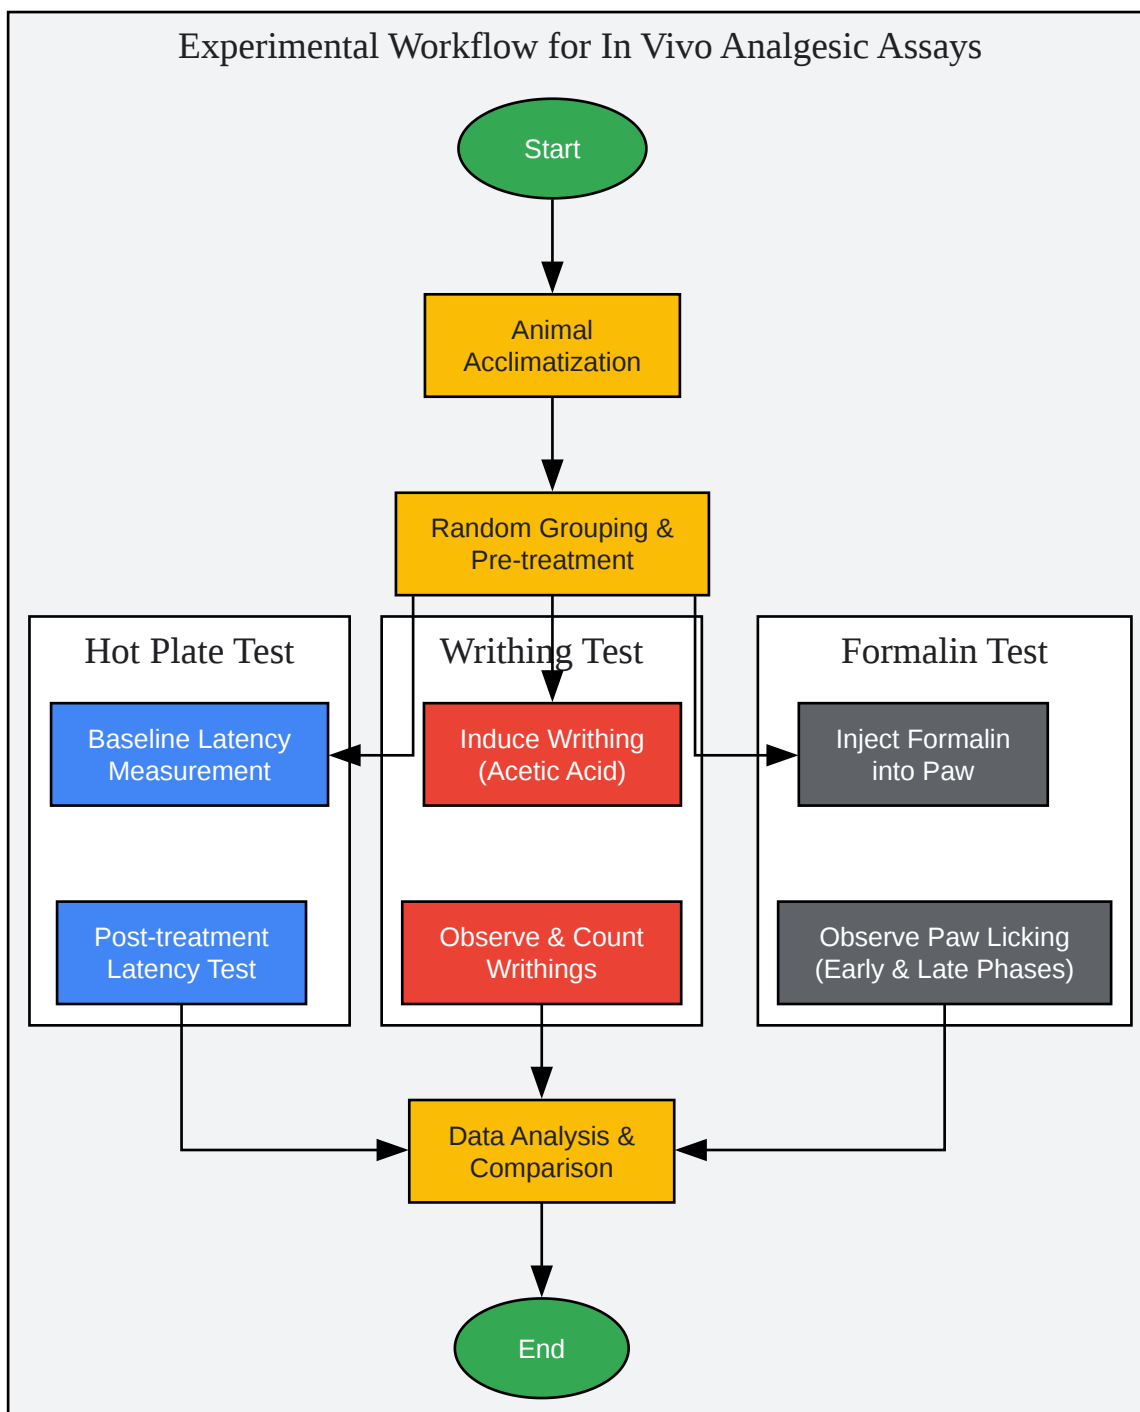 Experimental Workflow for In Vivo Analgesic Assays
Start
Animal
Acclimatization
Random Grouping &
Pre-treatment
Hot Plate Test
Baseline Latency
Measurement
Post-treatment
Latency Test
Writhing Test
Induce Writhing
(Acetic Acid)
Observe & Count
Writhings
Formalin Test
Inject Formalin
into Paw
Observe Paw Licking
(Early & Late Phases)
Data Analysis &
Comparison
End